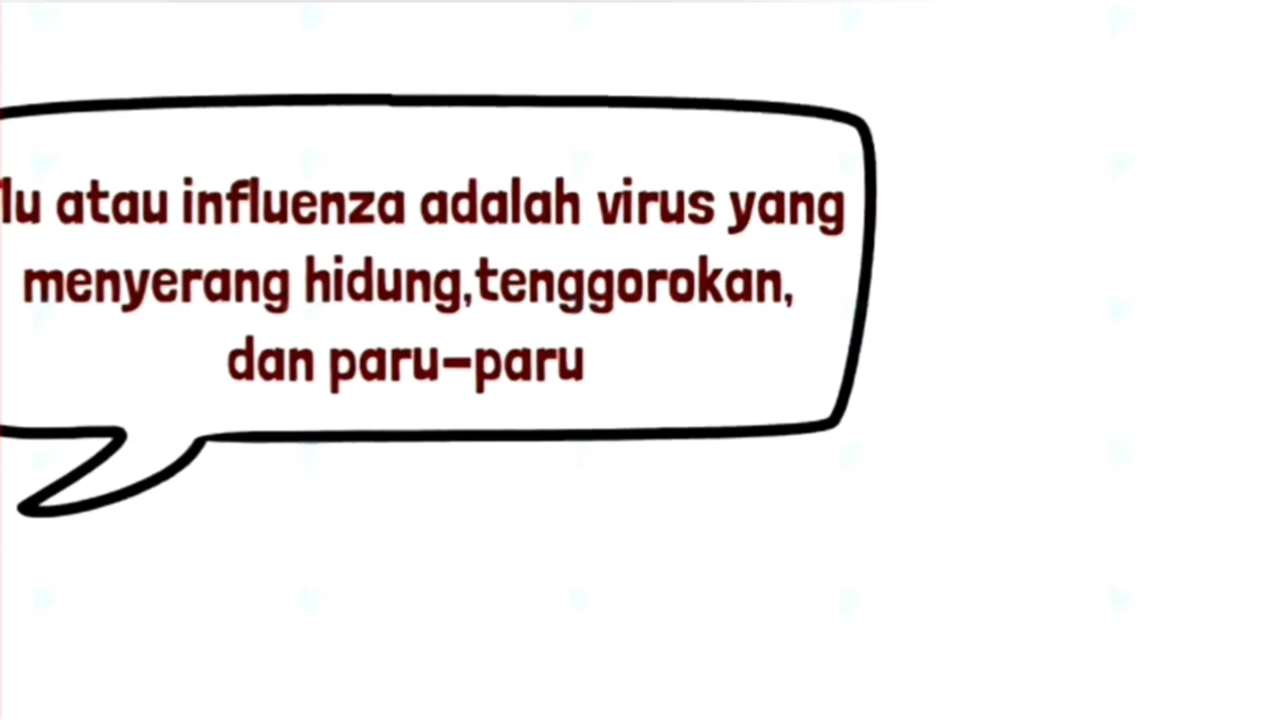 lu atau influenza adalah virus yang
menyerang hidung,tenggorokan,
dan paru-paru